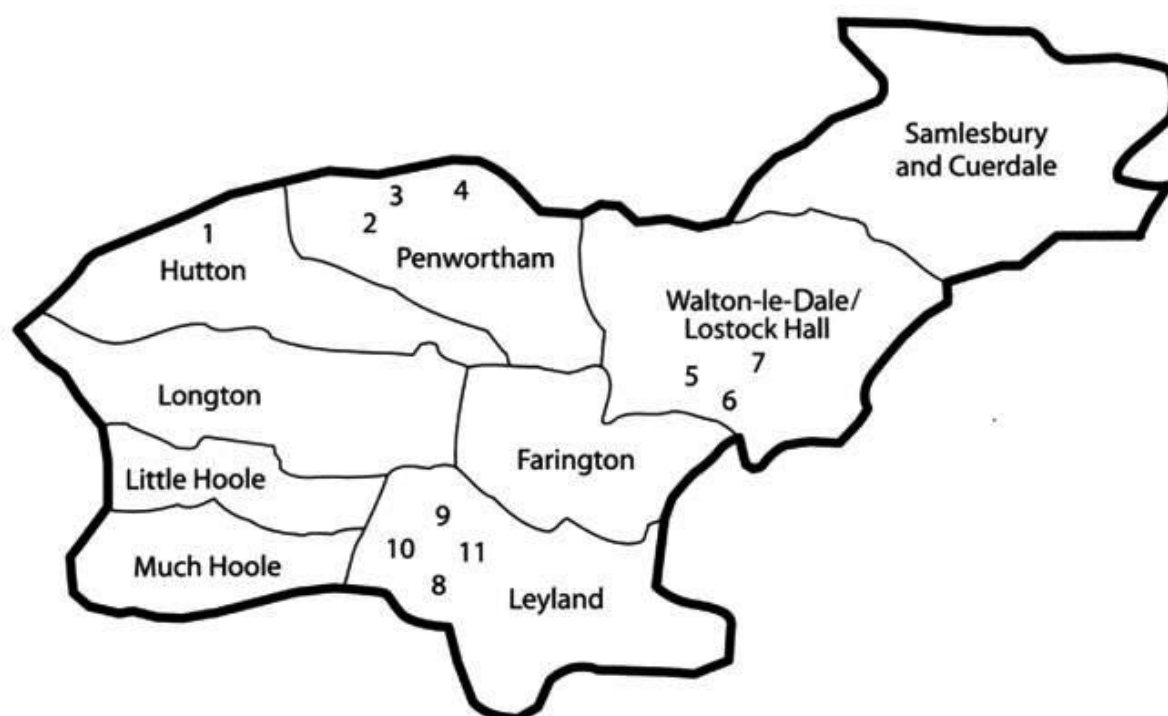 Samlesbury
and Cuerdale
3
4
2
1
Penwortham
Hutton
Walton-le-Dale/
Lostock Hall
7
5
6
Longton
Farington
Little Hoole
9
10
11
Much Hoole
8
Leyland